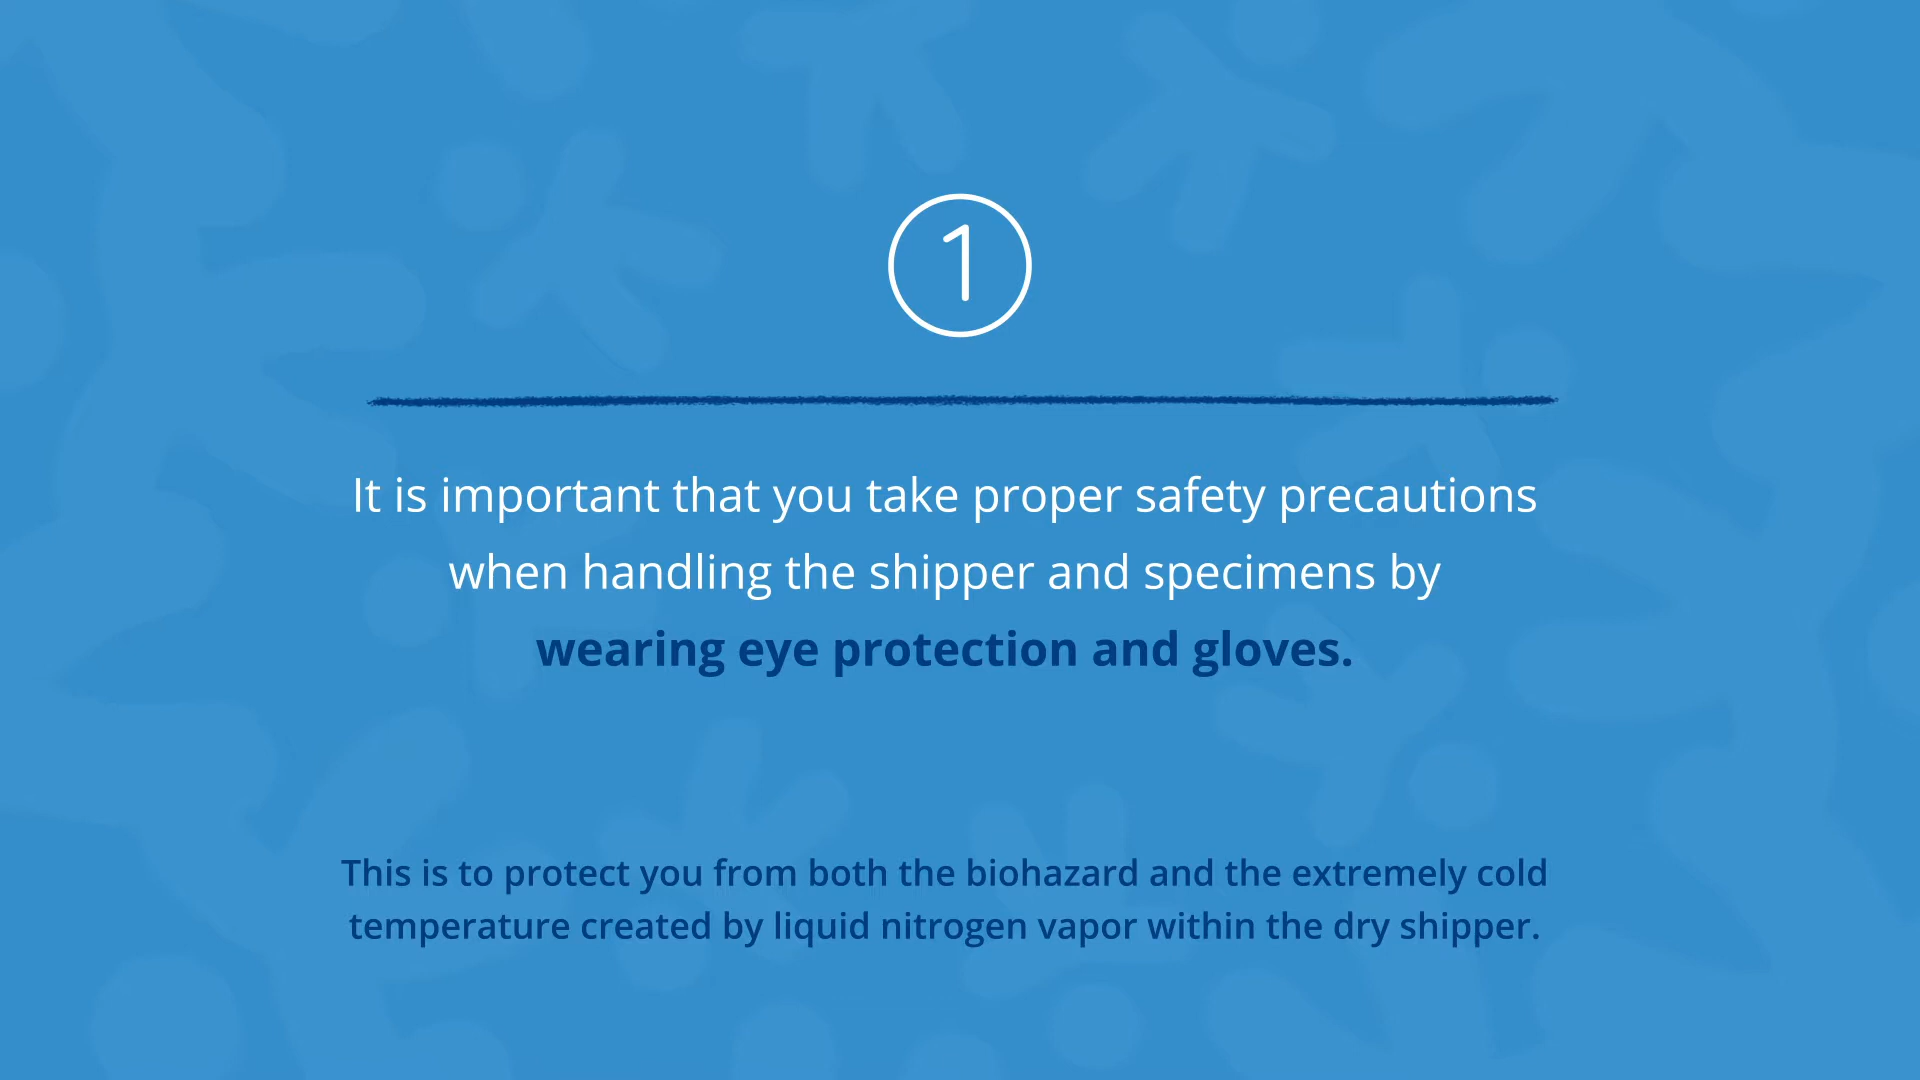 1
It is important that you take proper safety precautions
when handling the shipper and specimens by
wearing eye protection and gloves.
This is to protect you from both the biohazard and the extremely cold
temperature created by liquid nitrogen vapor within the dry shipper.